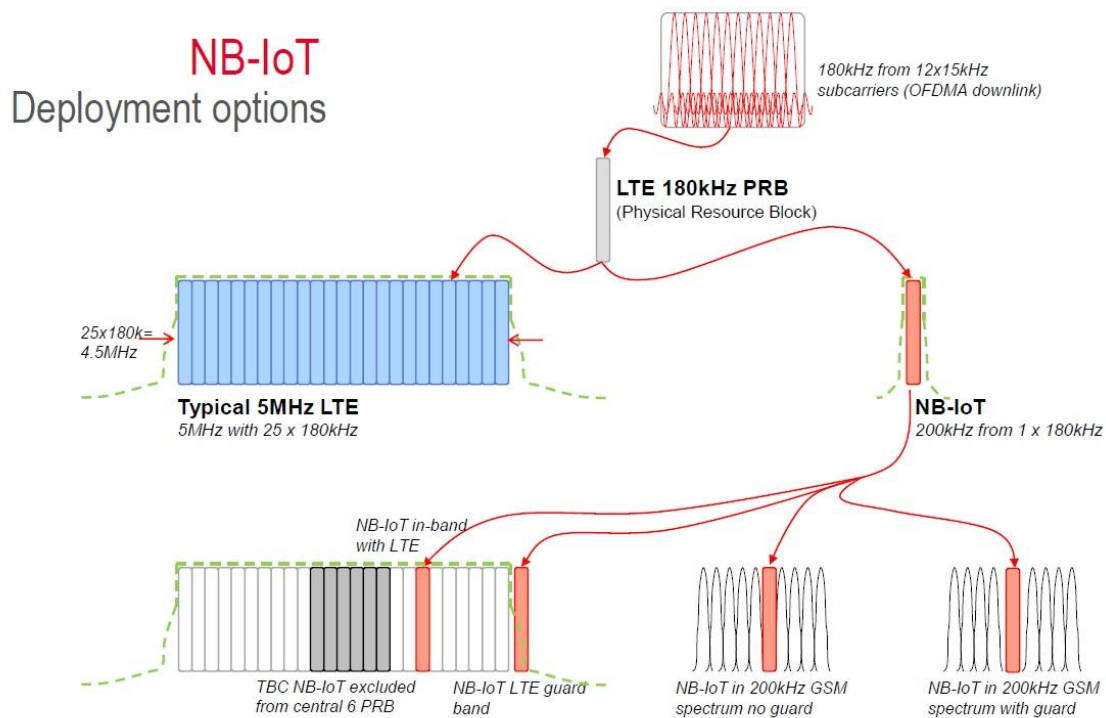 NB-IoT
Deployment options
180kHz from 12x15kHz
subcarriers (OFDMA downlink)
LTE 180kHz PRB
(Physical Resource Block)
25x180k=
4.5MHz
Typical 5MHz LTE
5MHz with 25 x 180kHz
NB-IoT
200kHz from 1 x 180kHz
NB-IoT in-band
with LTE
TBC NB-IoT excluded
from central 6 PRB
NB-IoT LTE guard
band
NB-IoT in 200kHz GSM
spectrum no guard
NB-IoT in 200kHz GSM
spectrum with guard